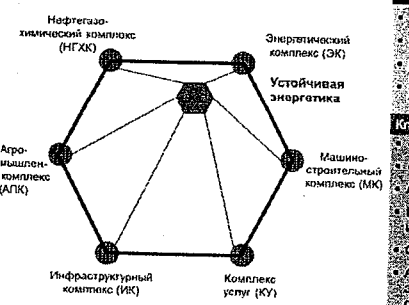 Нефтегазо-
химический комплекс
(НГХК)
Энергетический
комплекс (ЭК)
Устойчивая
энергетика
Агро-
мышлен-
комплекс
(АПК)
Машино-
строительный
комплекс (МК)
Инфраструктурный
комплекс (ИК)
Комплекс
услуг (КУ)